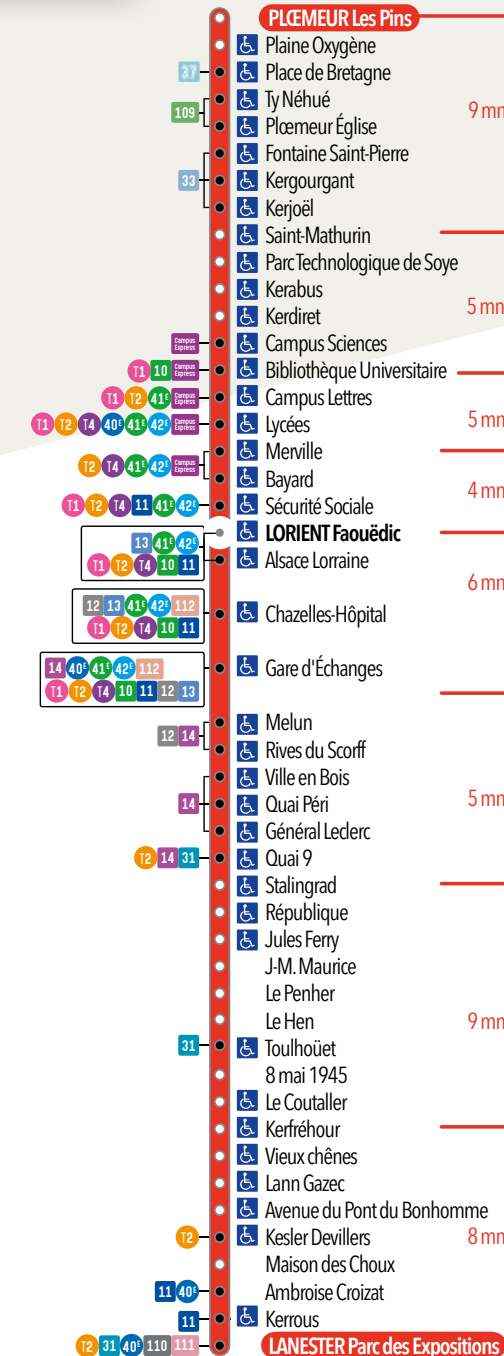 PLŒMEUR Les Pins
Plaine Oxygène
37 Place de Bretagne
Ty Néhué
109
9 mn
Plœmeur Église
Fontaine Saint-Pierre
33 Kergourgant
Kerjoël
Saint-Mathurin
Parc Technologique de Soye
Kerabus
5 mn
Kerdiret
Campus Express Campus Sciences
T1 10 Campus Express Bibliothèque Universitaire
T1 T2 41E Campus Express Campus Lettres
T1 T2 T4 40E 41E 42E Campus Express Lycées
5 mn
Merville
T2 T4 41E 42E Campus Express
Bayard
4 mn
T1 T2 T4 11 41E 42E Sécurité Sociale
LORIENT Faouëdic
13 41E 42E
T1 T2 T4 10 11 Alsace Lorraine
6 mn
12 13 41E 42E 112
T1 T2 T4 10 11
Chazelles-Hôpital
14 40E 41E 42E 112
T1 T2 T4 10 11 12 13
Gare d'Échanges
Melun
12 14
Rives du Scorff
Ville en Bois
14 Quai Péri
5 mn
Général Leclerc
T2 14 31 Quai 9
Stalingrad
République
Jules Ferry
J-M. Maurice
Le Penher
Le Hen
9 mn
31 Toulhoüet
8 mai 1945
Le Coutaller
Kerfréhour
Vieux chênes
Lann Gazec
Avenue du Pont du Bonhomme
T2 Kesler Devillers
8 mn
Maison des Choux
11 40E Ambroise Croizat
11 Kerrous
T2 31 40E 110 111 LANESTER Parc des Expositions